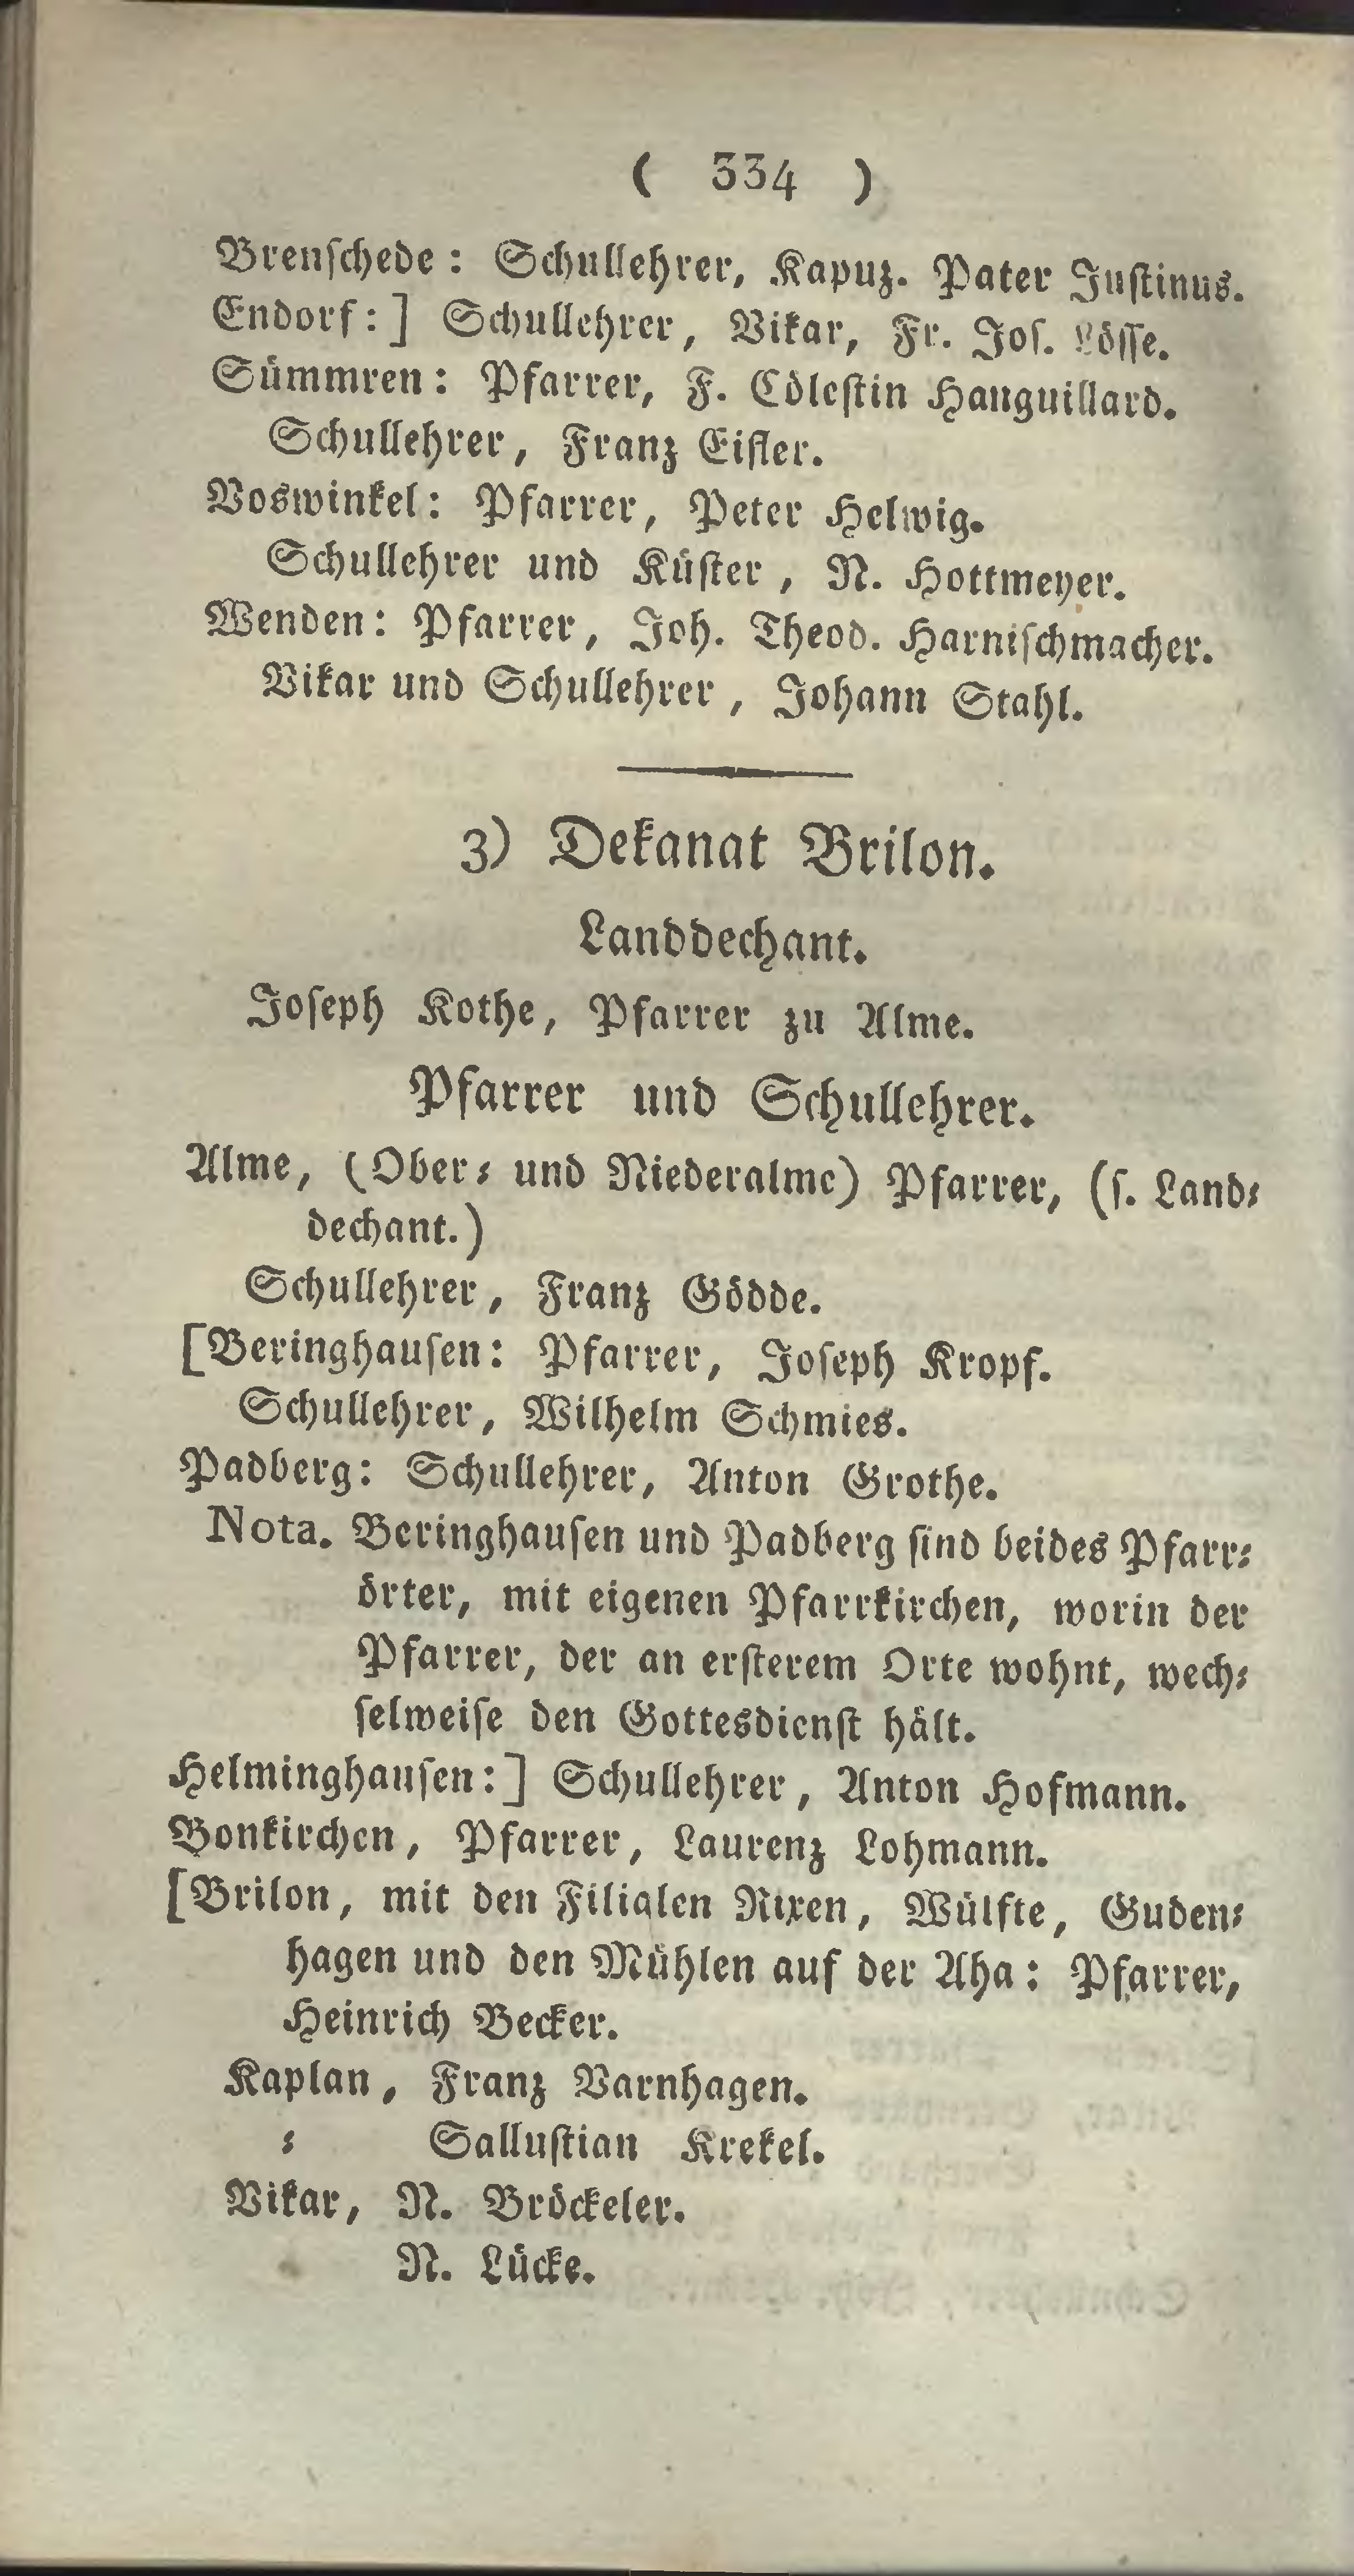 ( 334 )
Brenschede: Schullehrer, Kapuz. Pater Justinus.
Endorf:] Schullehrer, Vikar, Fr. Jos. Lösse.
Sümmren: Pfarrer, F. Cölestin Hanguillard.
Schullehrer, Franz Eisler.
Voswinkel: Pfarrer, Peter Helwig.
Schullehrer und Küster, N. Hottmeyer.
Wenden: Pfarrer, Joh. Theod. Harnischmacher.
Vikar und Schullehrer, Johann Stahl.
3) Dekanat Brilon.
Landdechant.
Joseph Kothe, Pfarrer zu Alme.
Pfarrer und Schullehrer.
Alme, (Ober- und Niederalme) Pfarrer, (s. Land-
dechant.)
Schullehrer, Franz Gödde.
[Beringhausen: Pfarrer, Joseph Kropf.
Schullehrer, Wilhelm Schmies.
Padberg: Schullehrer, Anton Grothe.
Nota. Beringhausen und Padberg sind beides Pfarr-
örter, mit eigenen Pfarrkirchen, worin der
Pfarrer, der an ersterem Orte wohnt, wech-
selweise den Gottesdienst hält.
Helminghausen:] Schullehrer, Anton Hofmann.
Bonkirchen, Pfarrer, Laurenz Lohmann.
[Brilon, mit den Filialen Rixen, Wülfte, Guden-
hagen und den Mühlen auf der Aha: Pfarrer,
Heinrich Becker.
Kaplan, Franz Varnhagen.
- Sallustian Krekel.
Vikar, N. Bröckeler.
N. Lücke.